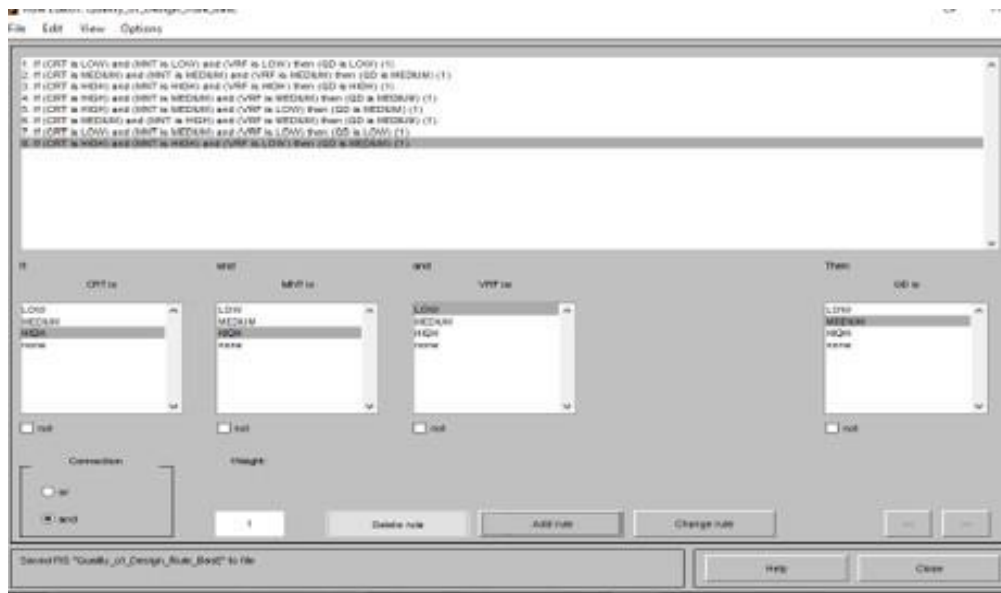 File Edit View Options
1. If (CRT is LOW) and (MNT is LOW) and (VRF is LOW) then (QD is LOW) (1)
2. If (CRT is MEDIUM) and (MNT is MEDIUM) and (VRF is MEDIUM) then (QD is MEDIUM) (1)
3. If (CRT is HIGH) and (MNT is HIGH) and (VRF is HIGH) then (QD is HIGH) (1)
4. If (CRT is HIGH) and (MNT is MEDIUM) and (VRF is MEDIUM) then (QD is MEDIUM) (1)
5. If (CRT is HIGH) and (MNT is MEDIUM) and (VRF is LOW) then (QD is MEDIUM) (1)
6. If (CRT is MEDIUM) and (MNT is HIGH) and (VRF is MEDIUM) then (QD is MEDIUM) (1)
7. If (CRT is LOW) and (MNT is MEDIUM) and (VRF is LOW) then (QD is LOW) (1)
8. If (CRT is HIGH) and (MNT is HIGH) and (VRF is LOW) then (QD is MEDIUM) (1)
If and and Then
CRT is MNT is VRF is QD is
LOW LOW LOW LOW
MEDIUM MEDIUM MEDIUM MEDIUM
HIGH HIGH HIGH HIGH
none none none none
not not not not
Connection Weight:
or
and 1 Delete rule Add rule Change rule << >>
Saved FIS "Quality_of_Design_Rule_Base" to file Help Close